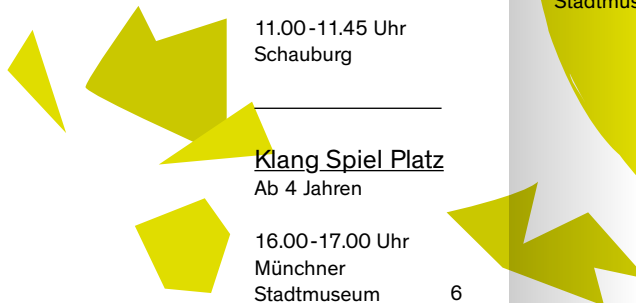 Stadtmus
11.00-11.45 Uhr
Schauburg
Klang Spiel Platz
Ab 4 Jahren
16.00-17.00 Uhr
Münchner
Stadtmuseum
6